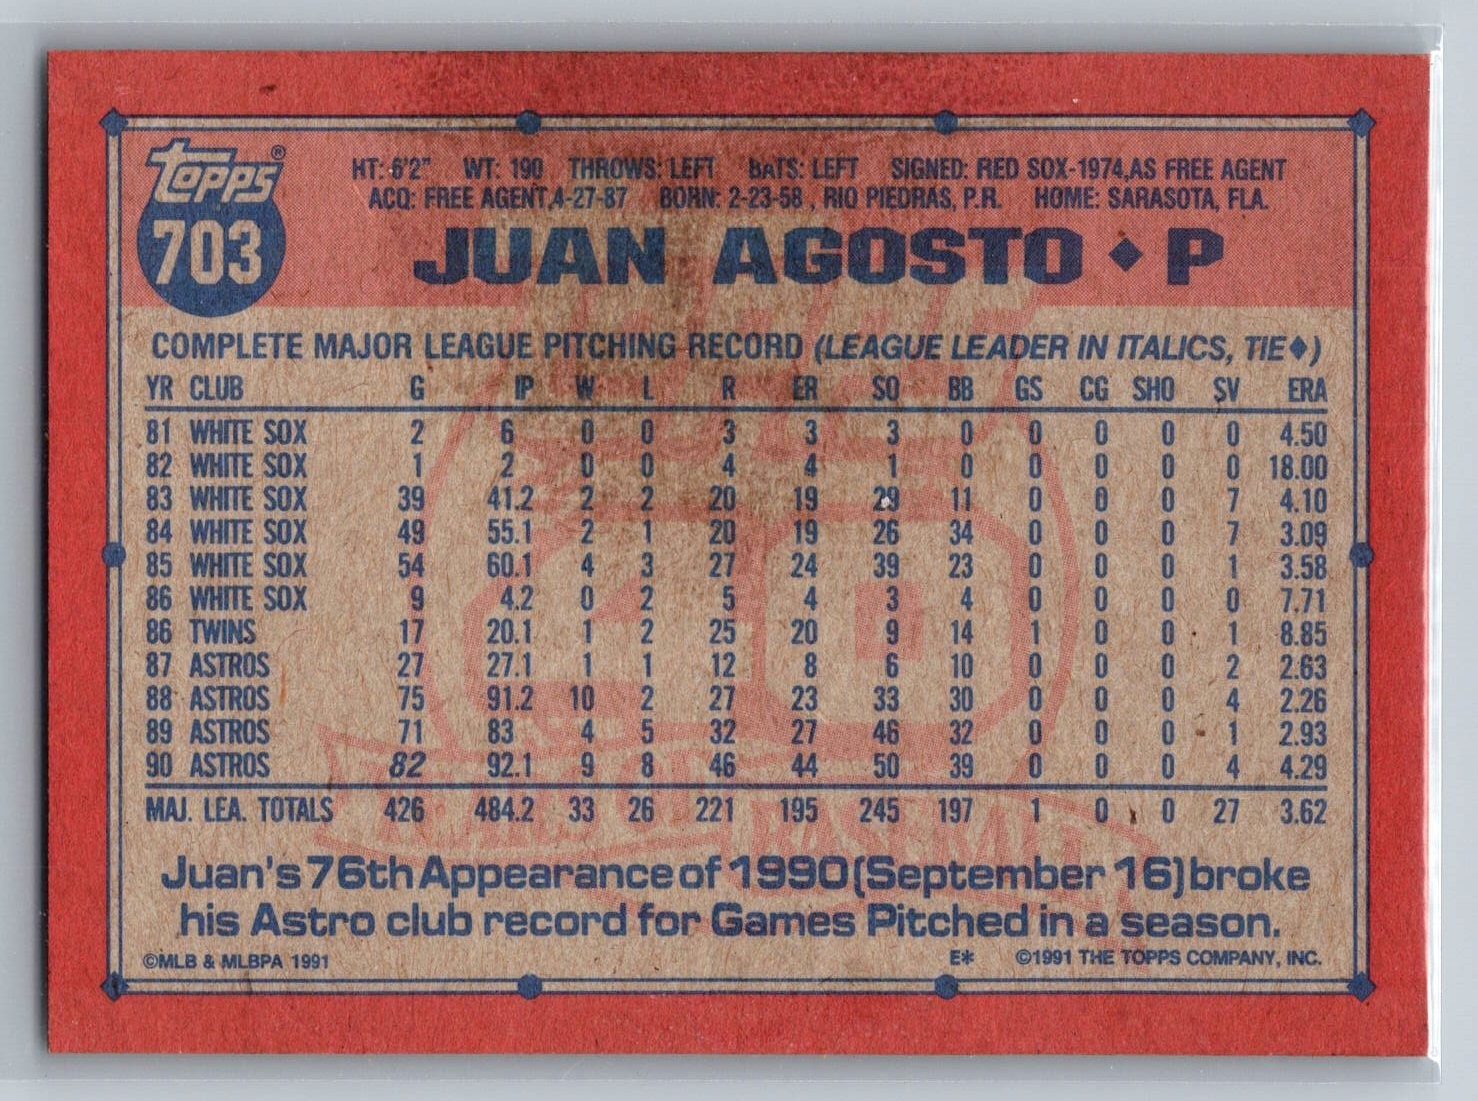 Topps®
703
HT: 6'2" WT: 190 THROWS: LEFT BATS: LEFT SIGNED: RED SOX-1974,AS FREE AGENT
ACQ: FREE AGENT,4-27-87 BORN: 2-23-58 , RIO PIEDRAS, P.R. HOME: SARASOTA, FLA.
JUAN AGOSTO ◆ P
COMPLETE MAJOR LEAGUE PITCHING RECORD (LEAGUE LEADER IN ITALICS, TIE◆)
YR CLUB G IP W L R ER SO BB GS CG SHO SV ERA
81 WHITE SOX 2 6 0 0 3 3 3 0 0 0 0 0 4.50
82 WHITE SOX 1 2 0 0 4 4 1 0 0 0 0 0 18.00
83 WHITE SOX 39 41.2 2 2 20 19 29 11 0 0 0 7 4.10
84 WHITE SOX 49 55.1 2 1 20 19 26 34 0 0 0 7 3.09
85 WHITE SOX 54 60.1 4 3 27 24 39 23 0 0 0 1 3.58
86 WHITE SOX 9 4.2 0 2 5 4 3 4 0 0 0 0 7.71
86 TWINS 17 20.1 1 2 25 20 9 14 1 0 0 1 8.85
87 ASTROS 27 27.1 1 1 12 8 6 10 0 0 0 2 2.63
88 ASTROS 75 91.2 10 2 27 23 33 30 0 0 0 4 2.26
89 ASTROS 71 83 4 5 32 27 46 32 0 0 0 1 2.93
90 ASTROS 82 92.1 9 8 46 44 50 39 0 0 0 4 4.29
MAJ. LEA. TOTALS 426 484.2 33 26 221 195 245 197 1 0 0 27 3.62
Juan's 76th Appearance of 1990 (September 16) broke
his Astro club record for Games Pitched in a season.
©MLB & MLBPA 1991 E* ©1991 THE TOPPS COMPANY, INC.